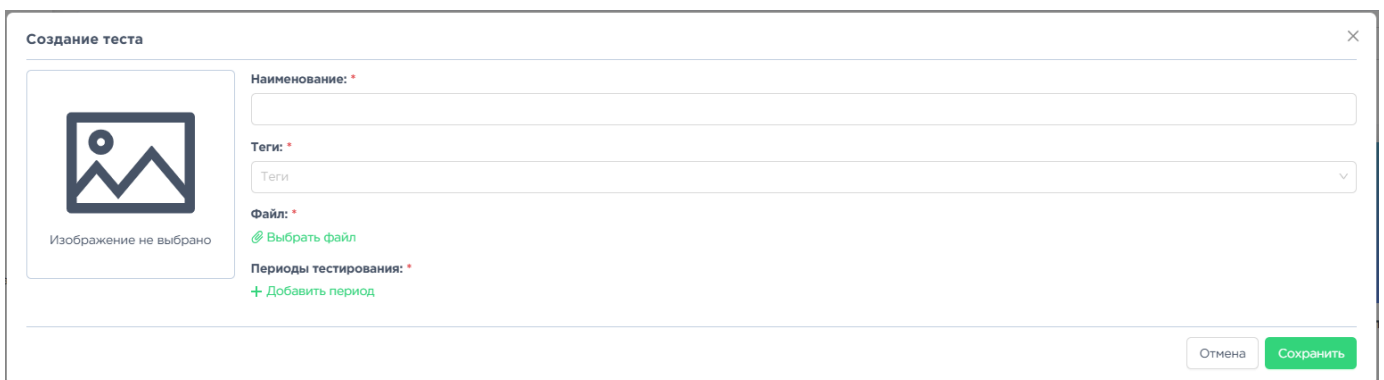 Создание теста
Наименование: *
Теги: *
Теги
Файл: *
Выбрать файл
Изображение не выбрано
Периоды тестирования: *
+ Добавить период
Отмена
Сохранить